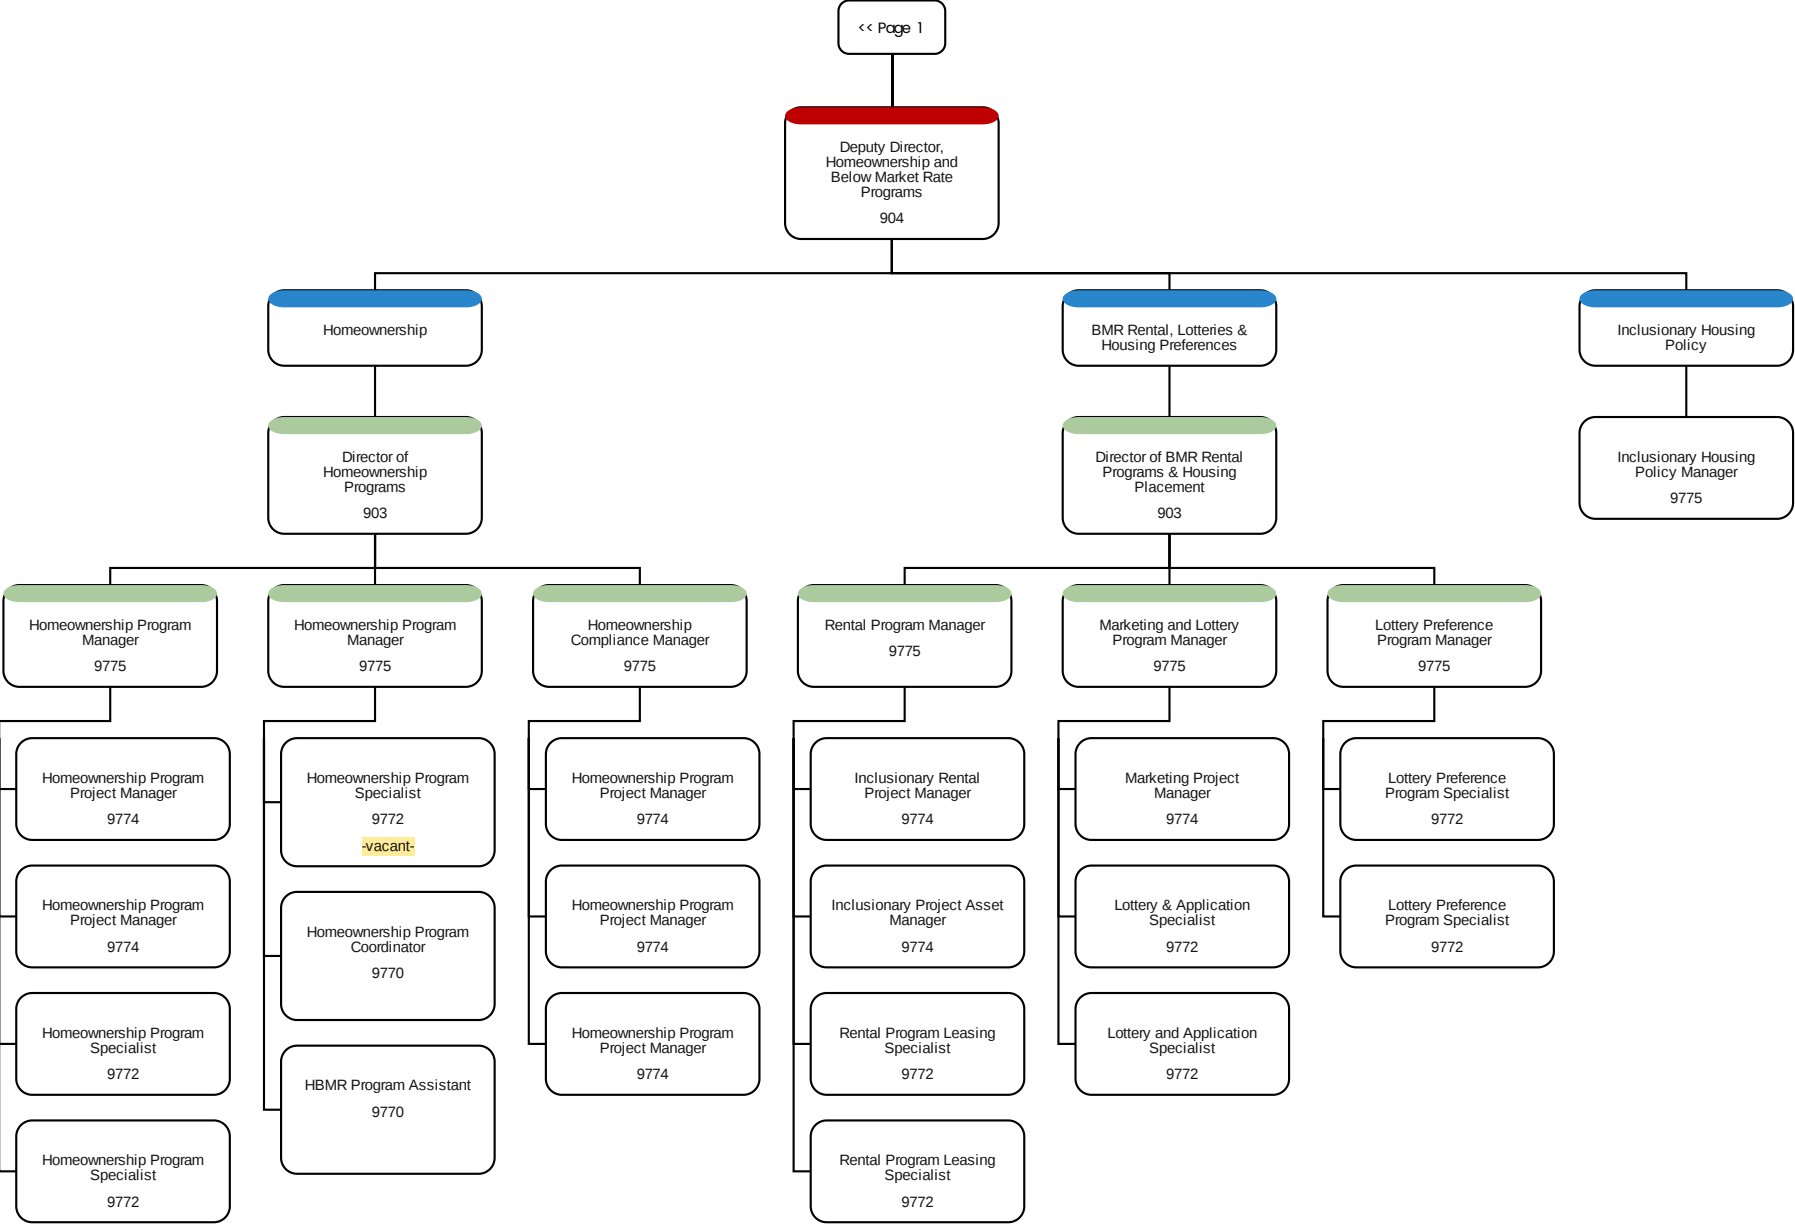 << Page 1
Deputy Director,
Homeownership and
Below Market Rate
Programs
904
Homeownership
BMR Rental, Lotteries &
Housing Preferences
Inclusionary Housing
Policy
Director of
Homeownership
Programs
903
Director of BMR Rental
Programs & Housing
Placement
903
Inclusionary Housing
Policy Manager
9775
Homeownership Program
Manager
9775
Homeownership Program
Manager
9775
Homeownership
Compliance Manager
9775
Rental Program Manager
9775
Marketing and Lottery
Program Manager
9775
Lottery Preference
Program Manager
9775
Homeownership Program
Project Manager
9774
Homeownership Program
Project Manager
9774
Homeownership Program
Specialist
9772
Homeownership Program
Specialist
9772
Homeownership Program
Specialist
9772
-vacant-
Homeownership Program
Coordinator
9770
HBMR Program Assistant
9770
Homeownership Program
Project Manager
9774
Homeownership Program
Project Manager
9774
Homeownership Program
Project Manager
9774
Inclusionary Rental
Project Manager
9774
Inclusionary Project Asset
Manager
9774
Rental Program Leasing
Specialist
9772
Rental Program Leasing
Specialist
9772
Marketing Project
Manager
9774
Lottery & Application
Specialist
9772
Lottery and Application
Specialist
9772
Lottery Preference
Program Specialist
9772
Lottery Preference
Program Specialist
9772